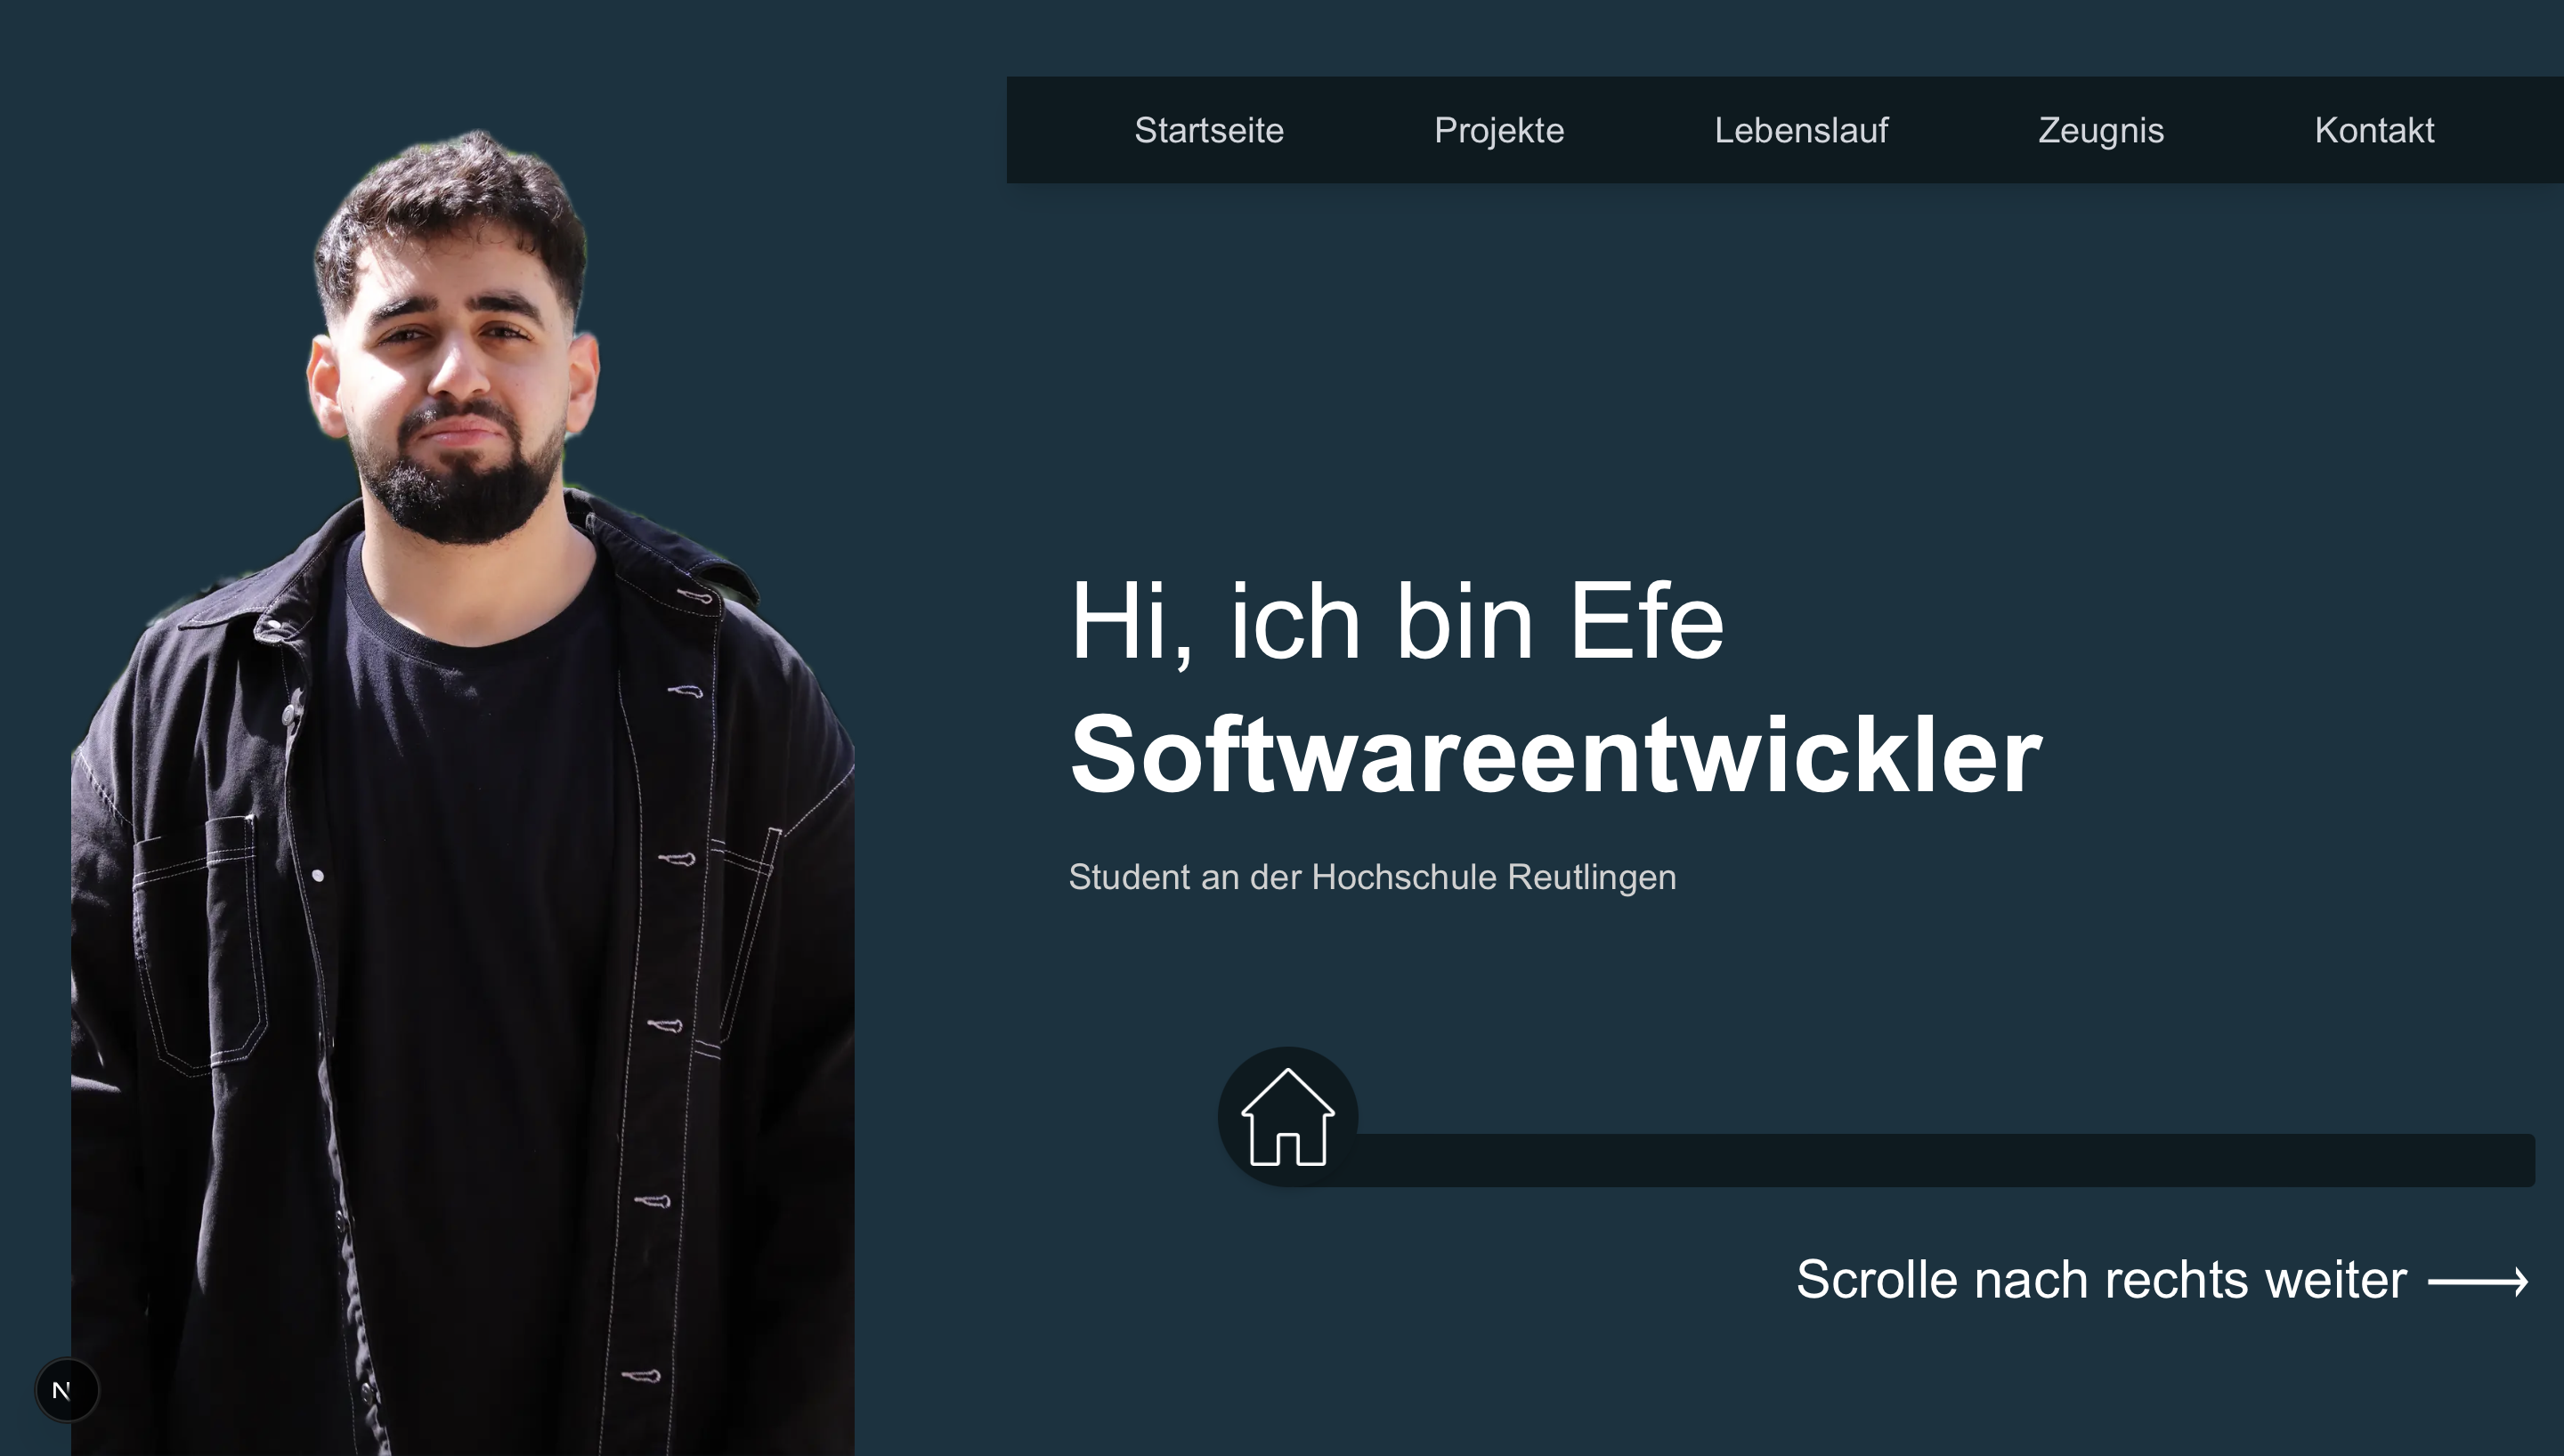 Startseite Projekte Lebenslauf Zeugnis Kontakt
Hi, ich bin Efe
Softwareentwickler
Student an der Hochschule Reutlingen
Scrolle nach rechts weiter
N